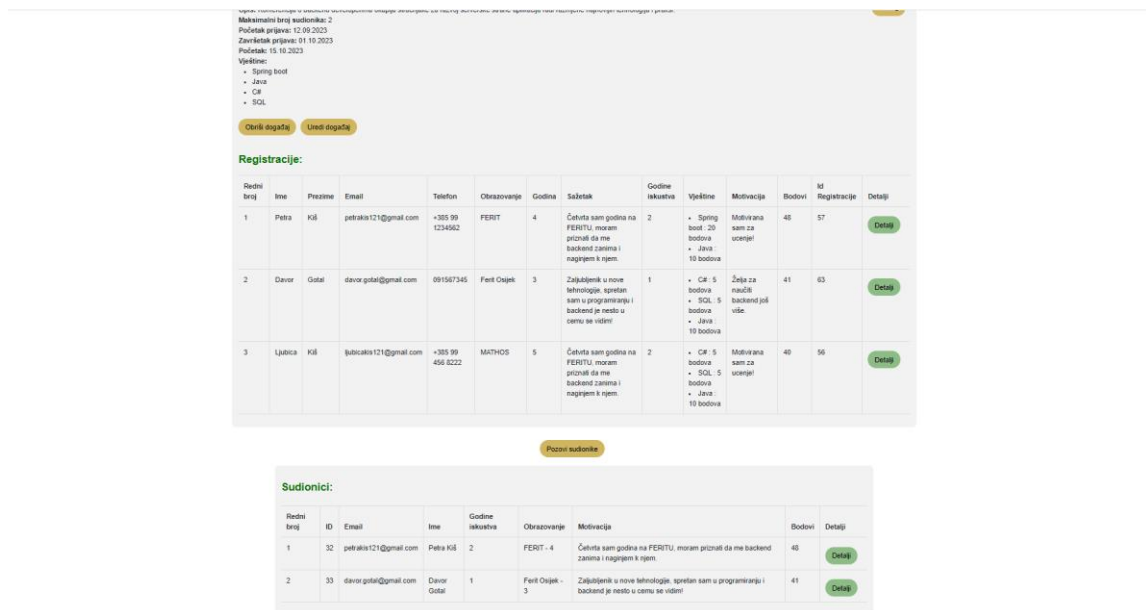 Maksimalni broj sudionika: 2
Početak prijava: 12.09.2023
Završetak prijava: 01.10.2023
Početak: 15.10.2023
Vještine:
• Spring boot
• Java
• C#
• SQL
Obriši događaj Uredi događaj
Registracije:
Redni broj Ime Prezime Email Telefon Obrazovanje Godina Sažetak Godine iskustva Vještine Motivacija Bodovi Id Registracije Detalji
1 Petra Kiš petrakis121@gmail.com +385 99 1234562 FERIT 4 Četvrta sam godina na FERITU, moram priznati da me backend zanima i naginjem k njem. 2 • Spring boot : 20 bodova • Java : 10 bodova Motivirana sam za ucenje! 48 57 Detalji
2 Davor Gotal davor.gotal@gmail.com 091567345 Ferit Osijek 3 Zaljubljenik u nove tehnologije, spretan sam u programiranju i backend je nesto u cemu se vidim! 1 • C# : 5 bodova • SQL : 5 bodova • Java : 10 bodova Želja za naučiti backend još više. 41 63 Detalji
3 Ljubica Kiš ljubicakis121@gmail.com +385 99 456 8222 MATHOS 5 Četvrta sam godina na FERITU, moram priznati da me backend zanima i naginjem k njem. 2 • C# : 5 bodova • SQL : 5 bodova • Java : 10 bodova Motivirana sam za ucenje! 40 56 Detalji
Pozovi sudionike
Sudionici:
Redni broj ID Email Ime Godine iskustva Obrazovanje Motivacija Bodovi Detalji
1 32 petrakis121@gmail.com Petra Kiš 2 FERIT - 4 Četvrta sam godina na FERITU, moram priznati da me backend zanima i naginjem k njem. 48 Detalji
2 33 davor.gotal@gmail.com Davor Gotal 1 Ferit Osijek - 3 Zaljubljenik u nove tehnologije, spretan sam u programiranju i backend je nesto u cemu se vidim! 41 Detalji